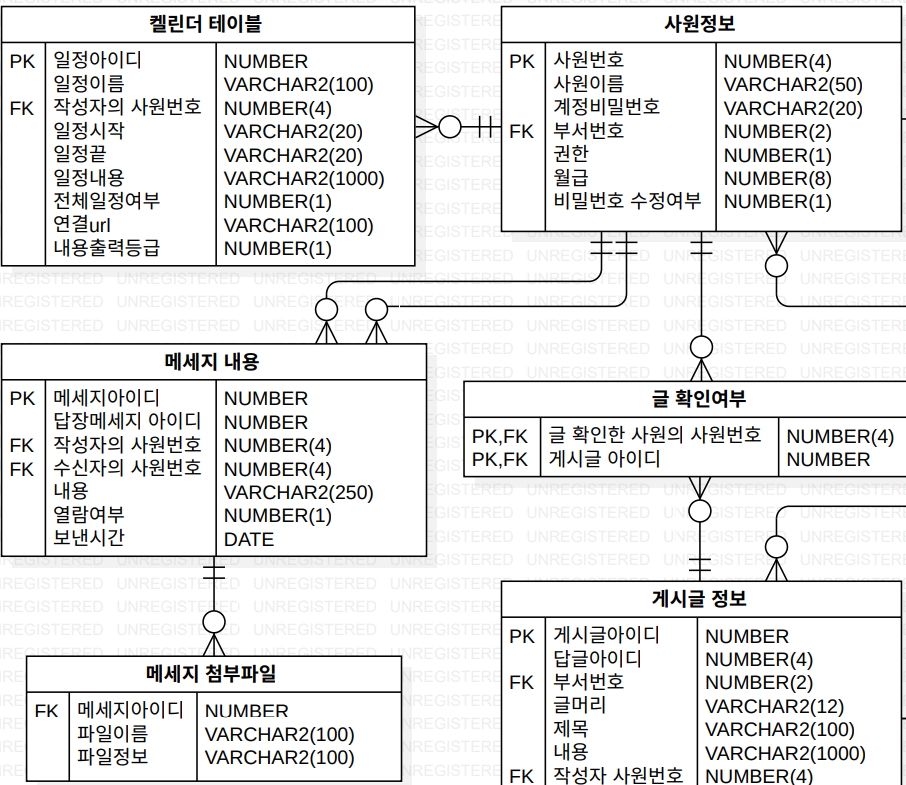 켈린더 테이블
PK 일정아이디 NUMBER
일정이름 VARCHAR2(100)
FK 작성자의 사원번호 NUMBER(4)
일정시작 VARCHAR2(20)
일정끝 VARCHAR2(20)
일정내용 VARCHAR2(1000)
전체일정여부 NUMBER(1)
연결url VARCHAR2(100)
내용출력등급 NUMBER(1)
사원정보
PK 사원번호 NUMBER(4)
사원이름 VARCHAR2(50)
계정비밀번호 VARCHAR2(20)
FK 부서번호 NUMBER(2)
권한 NUMBER(1)
월급 NUMBER(8)
비밀번호 수정여부 NUMBER(1)
메세지 내용
PK 메세지아이디 NUMBER
답장메세지 아이디 NUMBER
FK 작성자의 사원번호 NUMBER(4)
FK 수신자의 사원번호 NUMBER(4)
내용 VARCHAR2(250)
열람여부 NUMBER(1)
보낸시간 DATE
글 확인여부
PK,FK 글 확인한 사원의 사원번호 NUMBER(4)
PK,FK 게시글 아이디 NUMBER
메세지 첨부파일
FK 메세지아이디 NUMBER
파일이름 VARCHAR2(100)
파일정보 VARCHAR2(100)
게시글 정보
PK 게시글아이디 NUMBER
답글아이디 NUMBER(4)
FK 부서번호 NUMBER(2)
글머리 VARCHAR2(12)
제목 VARCHAR2(100)
내용 VARCHAR2(1000)
FK 작성자 사원번호 NUMBER(4)